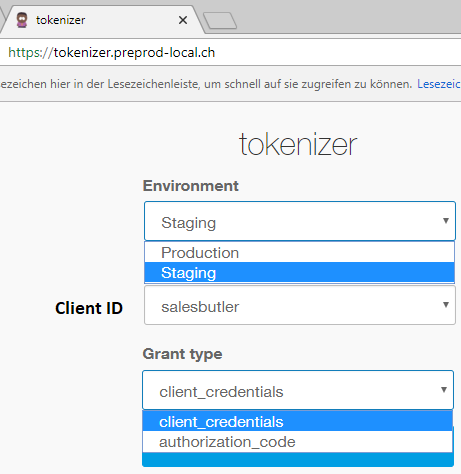 tokenizer
https://tokenizer.preprod-local.ch
ezeichen hier in der Lesezeichenleiste, um schnell auf sie zugreifen zu können. Lesezeic
tokenizer
Environment
Staging
Production
Staging
Client ID salesbutler
Grant type
client_credentials
client_credentials
authorization_code